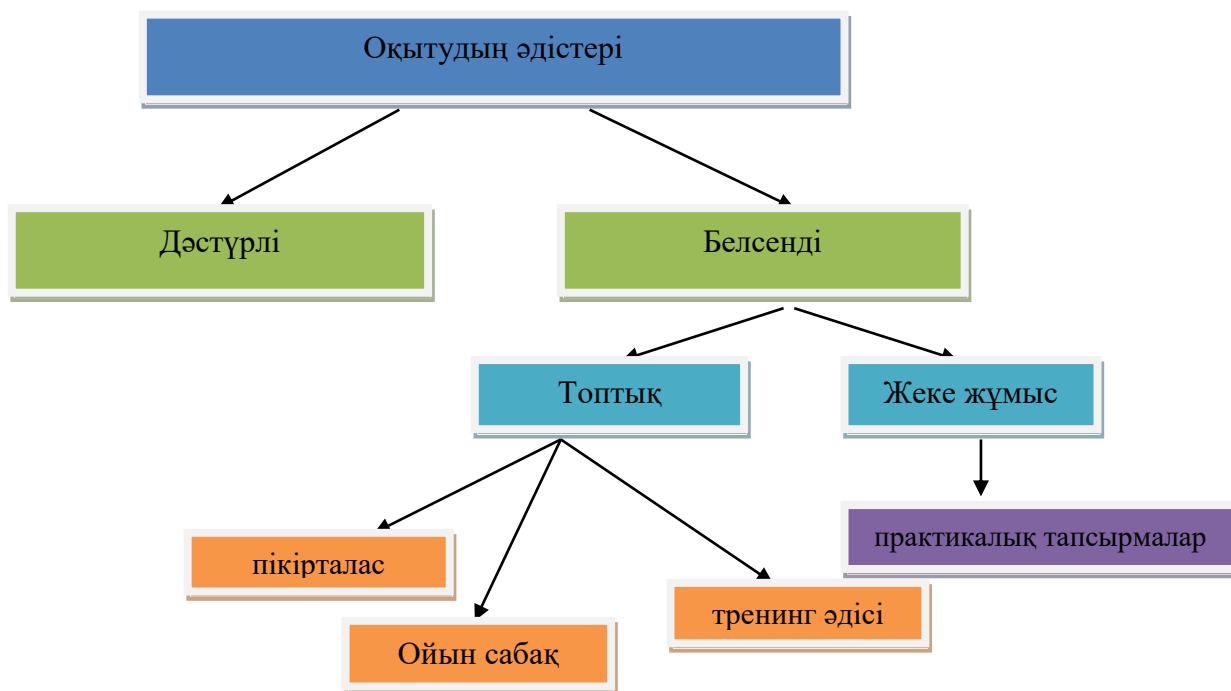 Оқытудың әдістері
Дәстүрлі
Белсенді
Топтық
Жеке жұмыс
пікірталас
Ойын сабақ
тренинг әдісі
практикалық тапсырмалар